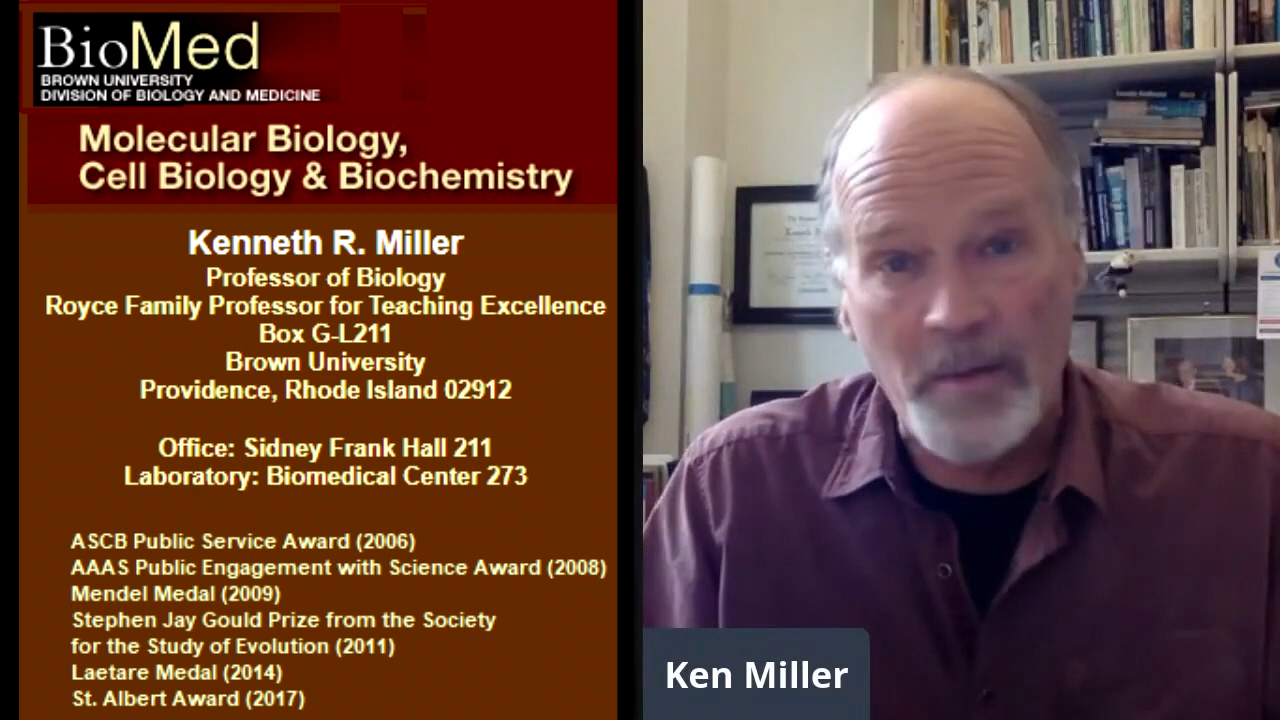 BioMed
BROWN UNIVERSITY
DIVISION OF BIOLOGY AND MEDICINE
Molecular Biology,
Cell Biology & Biochemistry
Kenneth R. Miller
Professor of Biology
Royce Family Professor for Teaching Excellence
Box G-L211
Brown University
Providence, Rhode Island 02912
Office: Sidney Frank Hall 211
Laboratory: Biomedical Center 273
ASCB Public Service Award (2006)
AAAS Public Engagement with Science Award (2008)
Mendel Medal (2009)
Stephen Jay Gould Prize from the Society
for the Study of Evolution (2011)
Laetare Medal (2014)
St. Albert Award (2017)
Ken Miller